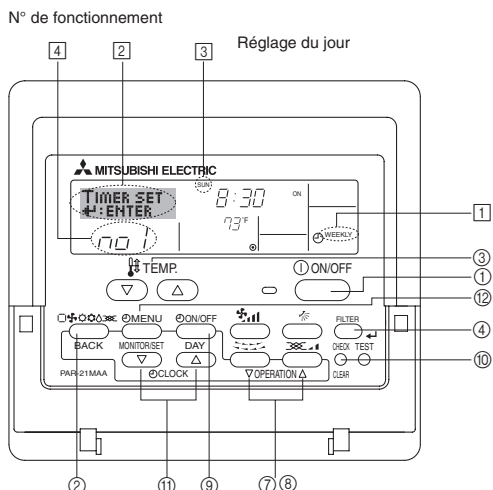 N° de fonctionnement
Réglage du jour
4 2 3
MITSUBISHI ELECTRIC
SUN
TIMER SET
:ENTER
8:30 ON
73°F
no 1
WEEKLY
1
TEMP.
ON/OFF
3
1
12
MENU ON/OFF FILTER
BACK MONITOR/SET DAY CHECK TEST
4
10
PAR-21MAA CLOCK OPERATION CLEAR
2 11 9 7 8